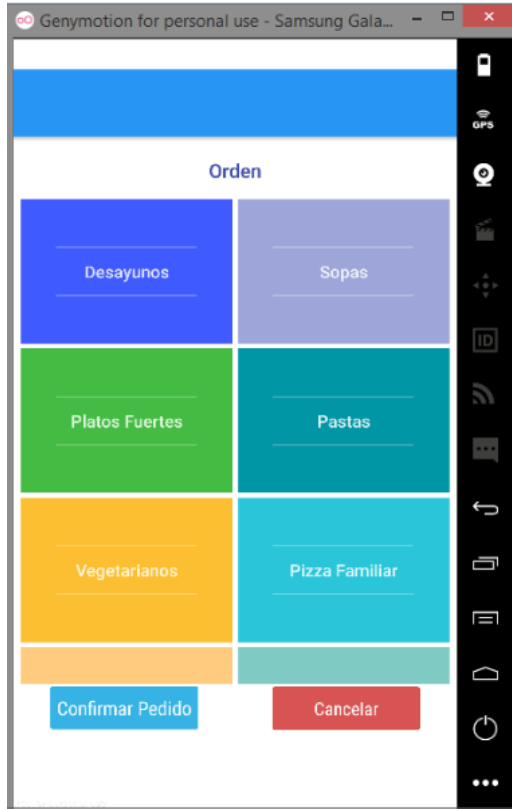 Genymotion for personal use - Samsung Gala...
GPS
Orden
Desayunos
Sopas
ID
Platos Fuertes
Pastas
Vegetarianos
Pizza Familiar
Confirmar Pedido
Cancelar